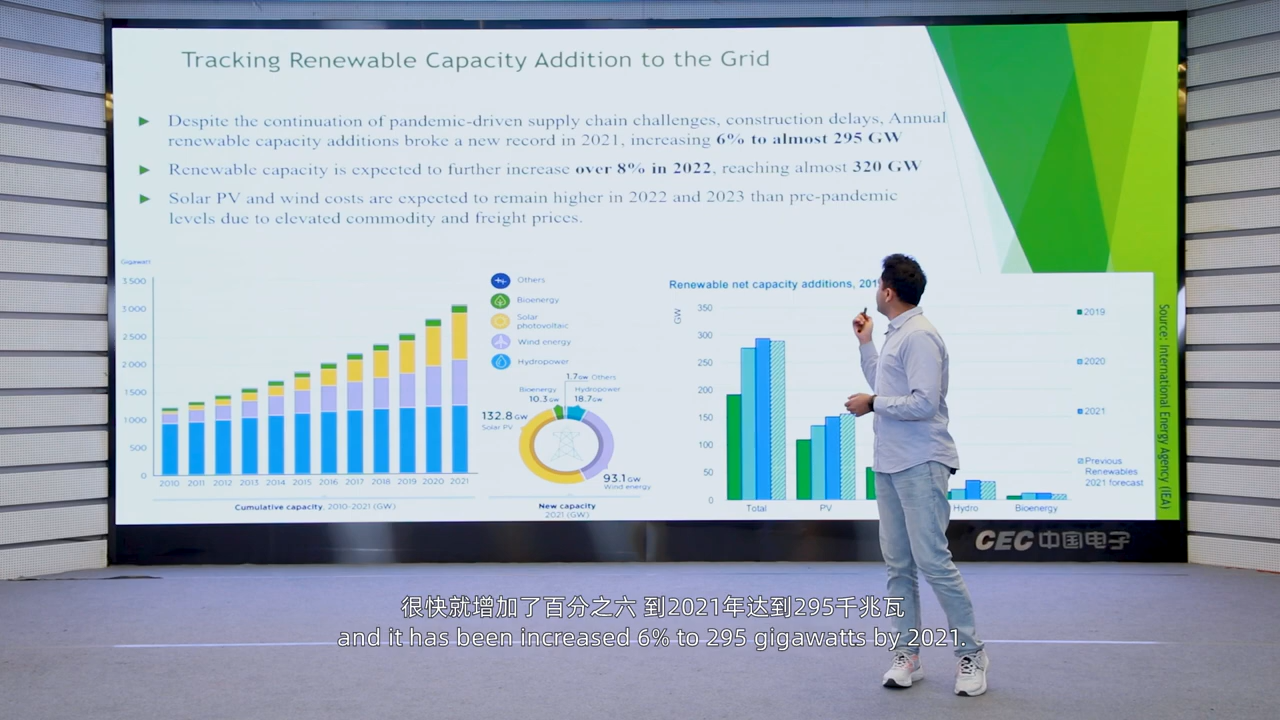 Tracking Renewable Capacity Addition to the Grid
Despite the continuation of pandemic-driven supply chain challenges, construction delays, Annual
renewable capacity additions broke a new record in 2021, increasing 6% to almost 295 GW
Renewable capacity is expected to further increase over 8% in 2022, reaching almost 320 GW
Solar PV and wind costs are expected to remain higher in 2022 and 2023 than pre-pandemic
levels due to elevated commodity and freight prices.
Gigawatt
3 500
3 000
2 500
2 000
1 500
1 000
500
0
2010 2011 2012 2013 2014 2015 2016 2017 2018 2019 2020 2021
Cumulative capacity, 2010-2021 (GW)
Others
Bioenergy
Solar
photovoltaic
Wind energy
Hydropower
1.7 GW Others
Bioenergy
10.3 GW
Hydropower
18.7 GW
132.8 GW
Solar PV
93.1 GW
Wind energy
New capacity
2021 (GW)
Renewable net capacity additions, 201
GW
350
300
250
200
150
100
50
0
Total PV Hydro Bioenergy
2019
2020
2021
Previous
Renewables
2021 forecast
Source: International Energy Agency (IEA)
CEC 中国电子
很快就增加了百分之六 到2021年达到295千兆瓦
and it has been increased 6% to 295 gigawatts by 2021.